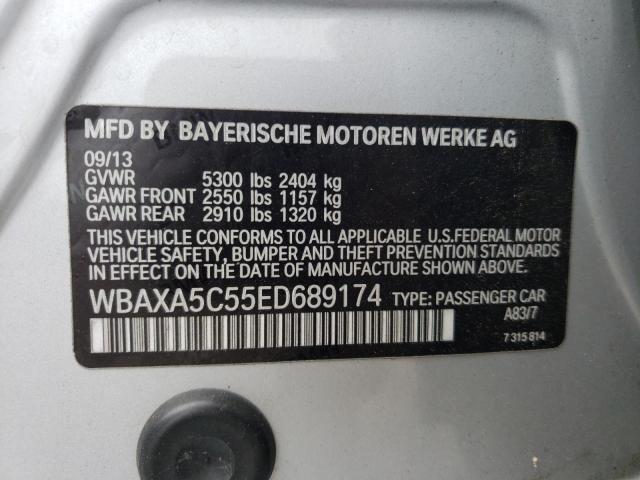 MFD BY BAYERISCHE MOTOREN WERKE AG
09/13
GVWR 5300 lbs 2404 kg
GAWR FRONT 2550 lbs 1157 kg
GAWR REAR 2910 lbs 1320 kg
THIS VEHICLE CONFORMS TO ALL APPLICABLE U.S.FEDERAL MOTOR
VEHICLE SAFETY, BUMPER AND THEFT PREVENTION STANDARDS
IN EFFECT ON THE DATE OF MANUFACTURE SHOWN ABOVE.
WBAXA5C55ED689174 TYPE: PASSENGER CAR
A83/7
7 315 814